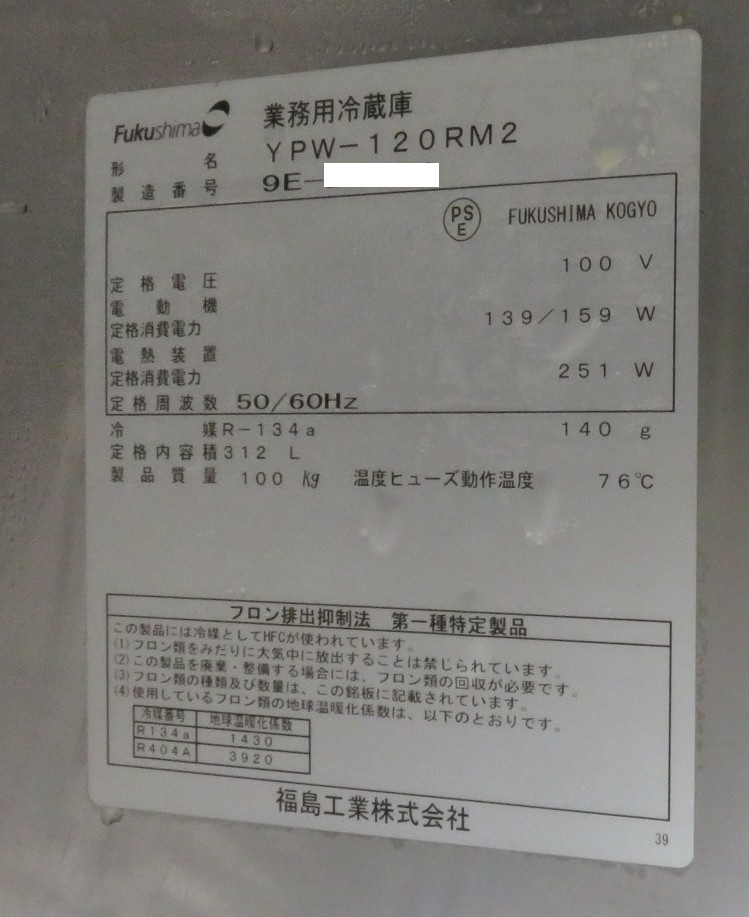 Fukushima 業務用冷蔵庫
形名 YPW-120RM2
製造番号 9E-
PSE FUKUSHIMA KOGYO
定格電圧 100 V
電動機
定格消費電力 139/159 W
電熱装置
定格消費電力 251 W
定格周波数 50/60Hz
冷媒 R-134a 140 g
定格内容積 312 L
製品質量 100 kg 温度ヒューズ動作温度 76℃
フロン排出抑制法 第一種特定製品
この製品には冷媒としてHFCが使われています。
(1)フロン類をみだりに大気中に放出することは禁じられています。
(2)この製品を廃棄・整備する場合には、フロン類の回収が必要です。
(3)フロン類の種類及び数量は、この銘板に記載されています。
(4)使用しているフロン類の地球温暖化係数は、以下のとおりです。
冷媒番号 地球温暖化係数
R134a 1430
R404A 3920
福島工業株式会社
39